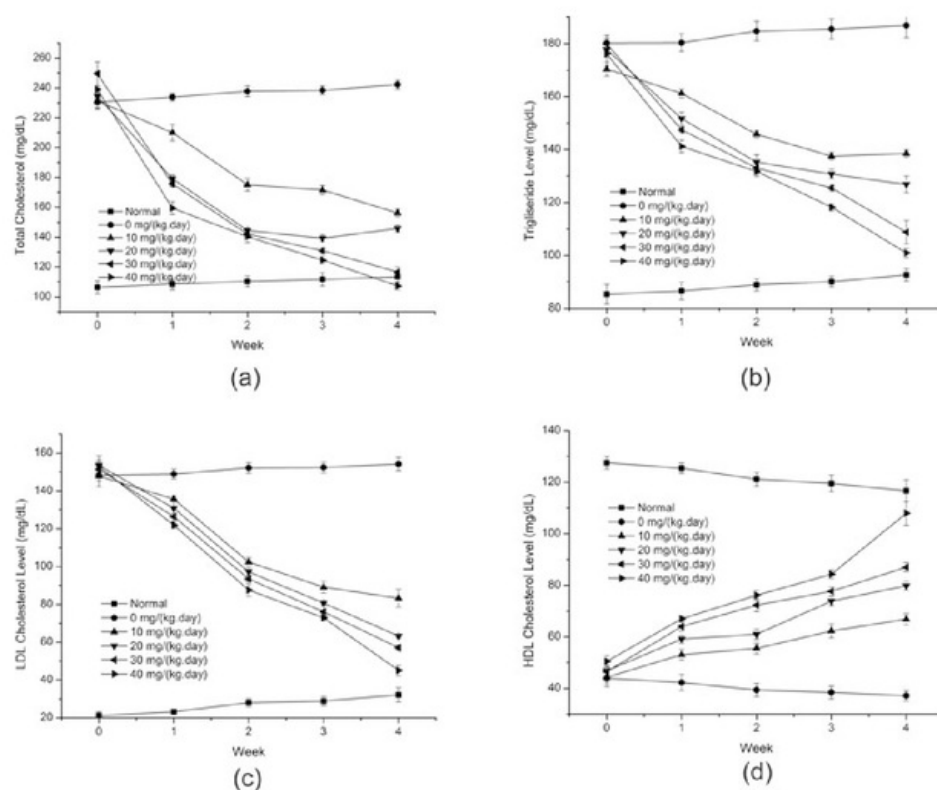 Total Cholesterol (mg/dL)
260
240
220
200
180
160
140
120
100
Normal
0 mg/(kg.day)
10 mg/(kg.day)
20 mg/(kg.day)
30 mg/(kg.day)
40 mg/(kg.day)
0 1 2 3 4
Week
(a)
Trigliseride Level (mg/dL)
180
160
140
120
100
80
Normal
0 mg/(kg.day)
10 mg/(kg.day)
20 mg/(kg.day)
30 mg/(kg.day)
40 mg/(kg.day)
0 1 2 3 4
Week
(b)
LDL Cholesterol Level (mg/dL)
160
140
120
100
80
60
40
20
Normal
0 mg/(kg.day)
10 mg/(kg.day)
20 mg/(kg.day)
30 mg/(kg.day)
40 mg/(kg.day)
0 1 2 3 4
Week
(c)
HDL Cholesterol Level (mg/dL)
140
120
100
80
60
40
Normal
0 mg/(kg.day)
10 mg/(kg.day)
20 mg/(kg.day)
30 mg/(kg.day)
40 mg/(kg.day)
0 1 2 3 4
Week
(d)